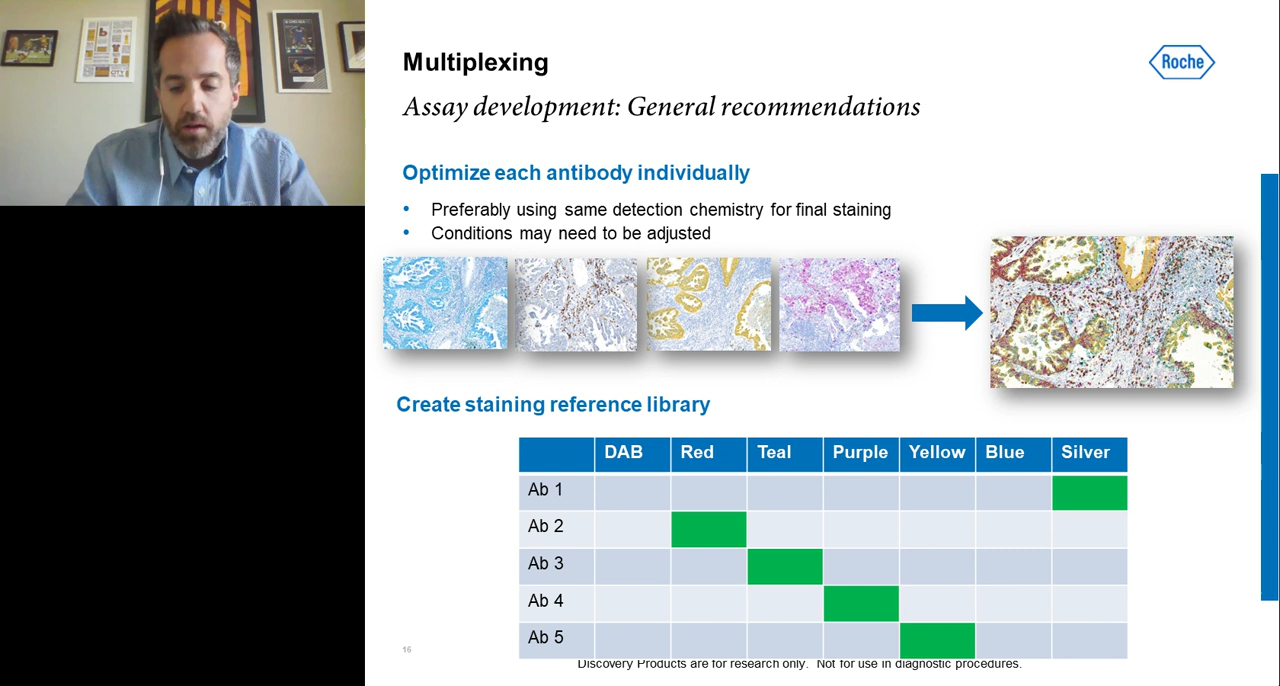 Multiplexing
Roche
Assay development: General recommendations
Optimize each antibody individually
• Preferably using same detection chemistry for final staining
• Conditions may need to be adjusted
Create staining reference library
DAB Red Teal Purple Yellow Blue Silver
Ab 1
Ab 2
Ab 3
Ab 4
Ab 5
16
Discovery Products are for research only. Not for use in diagnostic procedures.